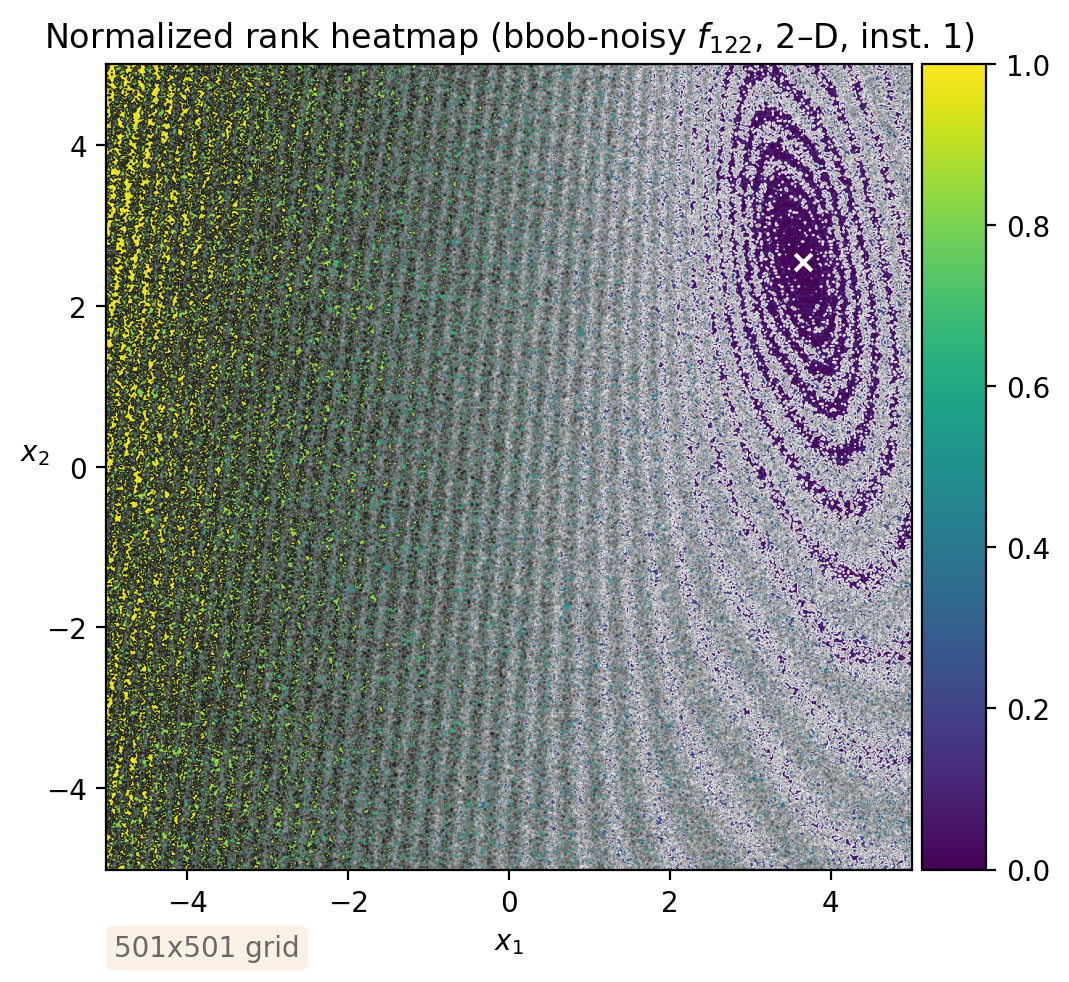 Normalized rank heatmap (bbob-noisy f₁₂₂, 2–D, inst. 1)
1.0
0.8
0.6
0.4
0.2
0.0
4
2
0
−2
−4
x₂
−4 −2 0 2 4
x₁
501x501 grid